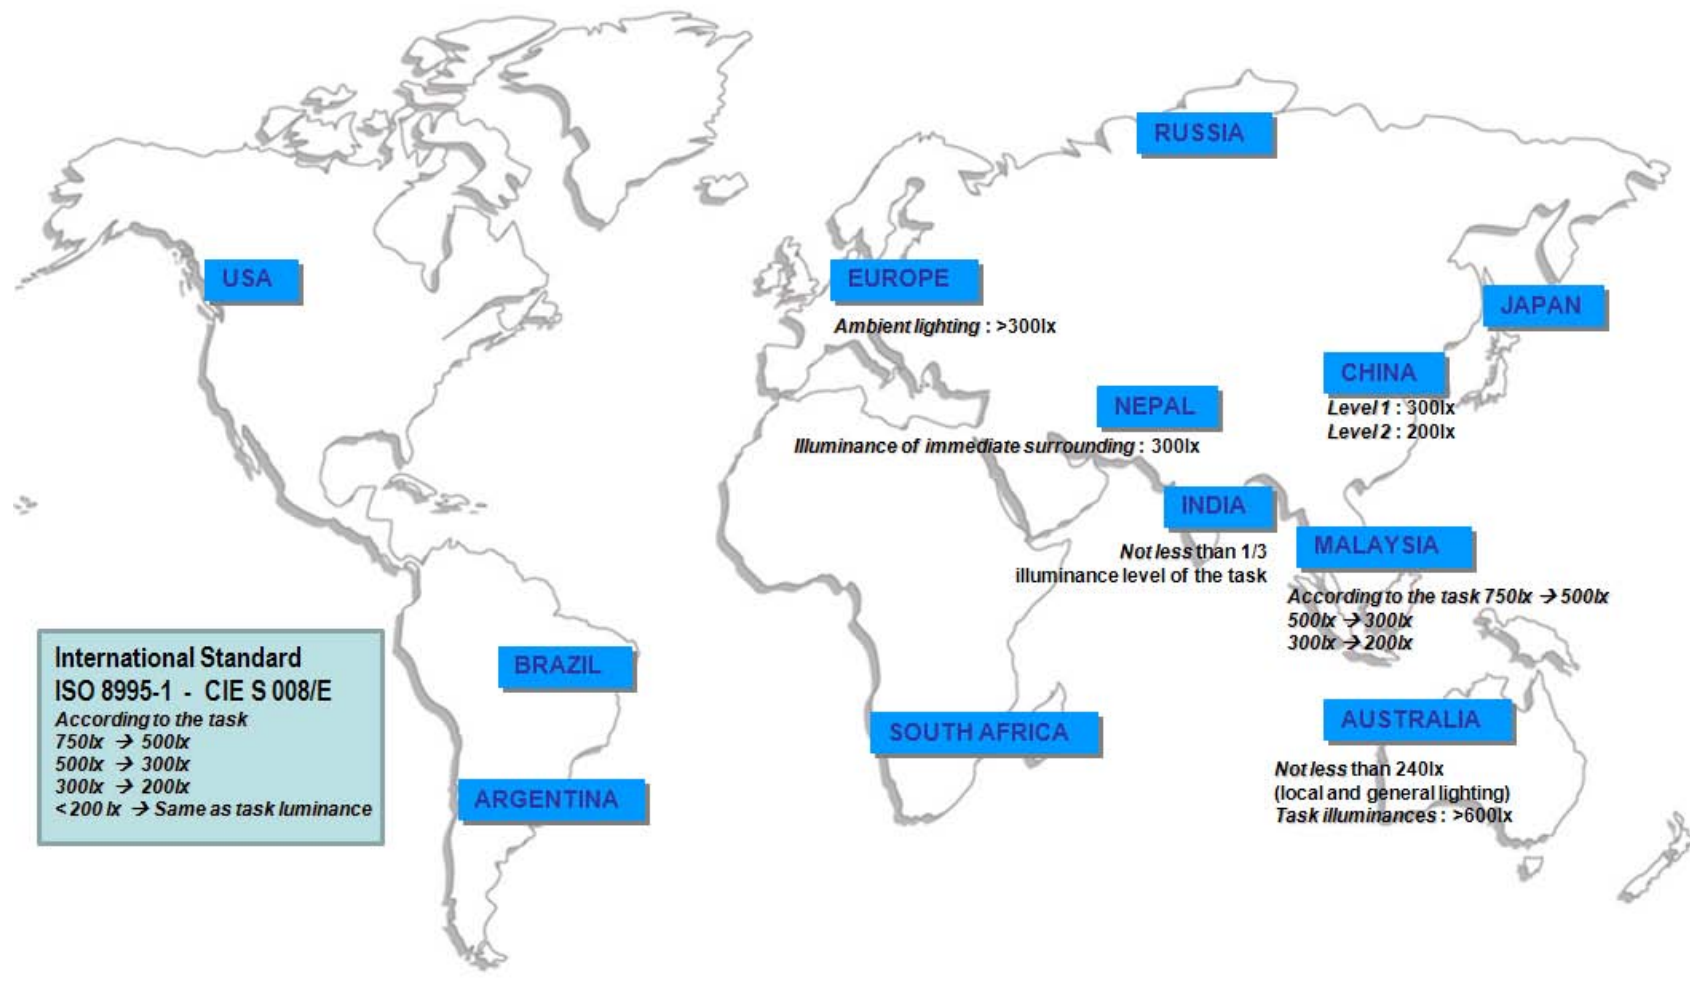 RUSSIA
USA
EUROPE
Ambient lighting : >300lx
JAPAN
CHINA
Level 1 : 300lx
Level 2 : 200lx
NEPAL
Illuminance of immediate surrounding : 300lx
INDIA
Not less than 1/3
illuminance level of the task
MALAYSIA
According to the task 750lx → 500lx
500lx → 300lx
300lx → 200lx
International Standard
ISO 8995-1 - CIE S 008/E
According to the task
750lx → 500lx
500lx → 300lx
300lx → 200lx
<200 lx → Same as task luminance
BRAZIL
SOUTH AFRICA
ARGENTINA
AUSTRALIA
Not less than 240lx
(local and general lighting)
Task illuminances : >600lx